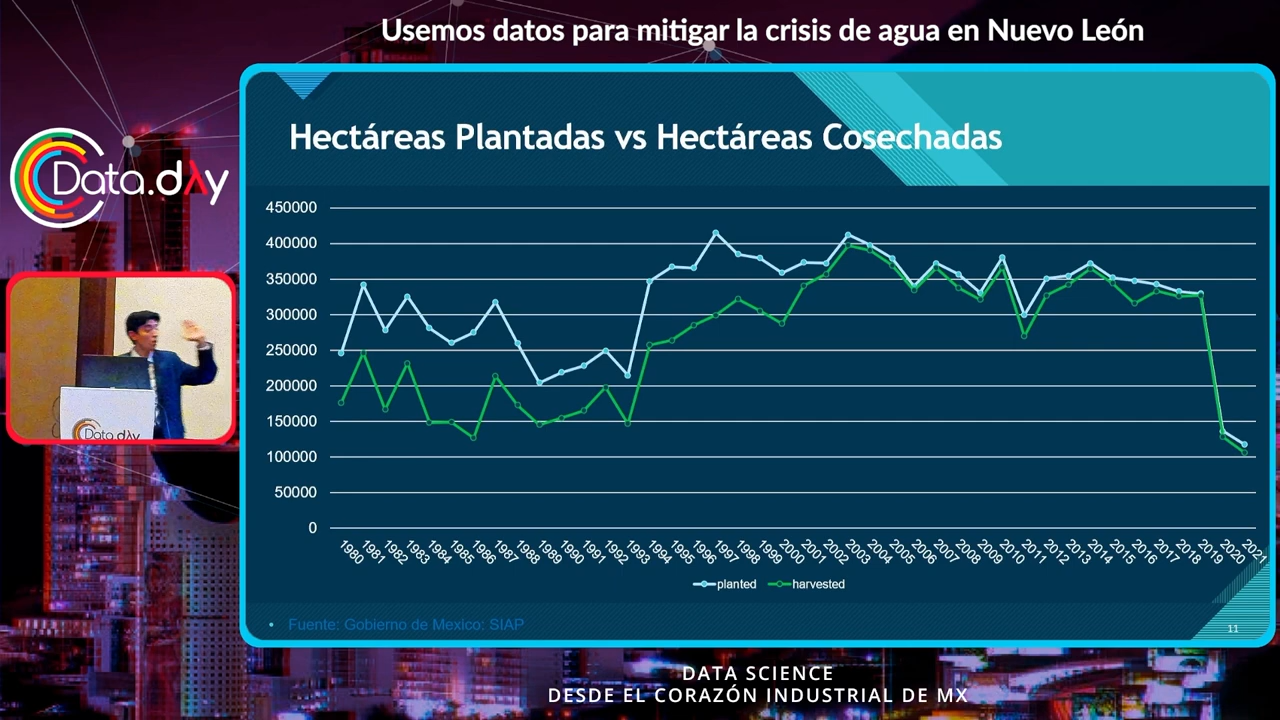 Usemos datos para mitigar la crisis de agua en Nuevo León
Data.dλy
Hectáreas Plantadas vs Hectáreas Cosechadas
450000
400000
350000
300000
250000
200000
150000
100000
50000
0
1980 1981 1982 1983 1984 1985 1986 1987 1988 1989 1990 1991 1992 1993 1994 1995 1996 1997 1998 1999 2000 2001 2002 2003 2004 2005 2006 2007 2008 2009 2010 2011 2012 2013 2014 2015 2016 2017 2018 2019 2020 2021
planted harvested
• Fuente: Gobierno de Mexico: SIAP
11
Data.dλy
DATA SCIENCE
DESDE EL CORAZÓN INDUSTRIAL DE MX